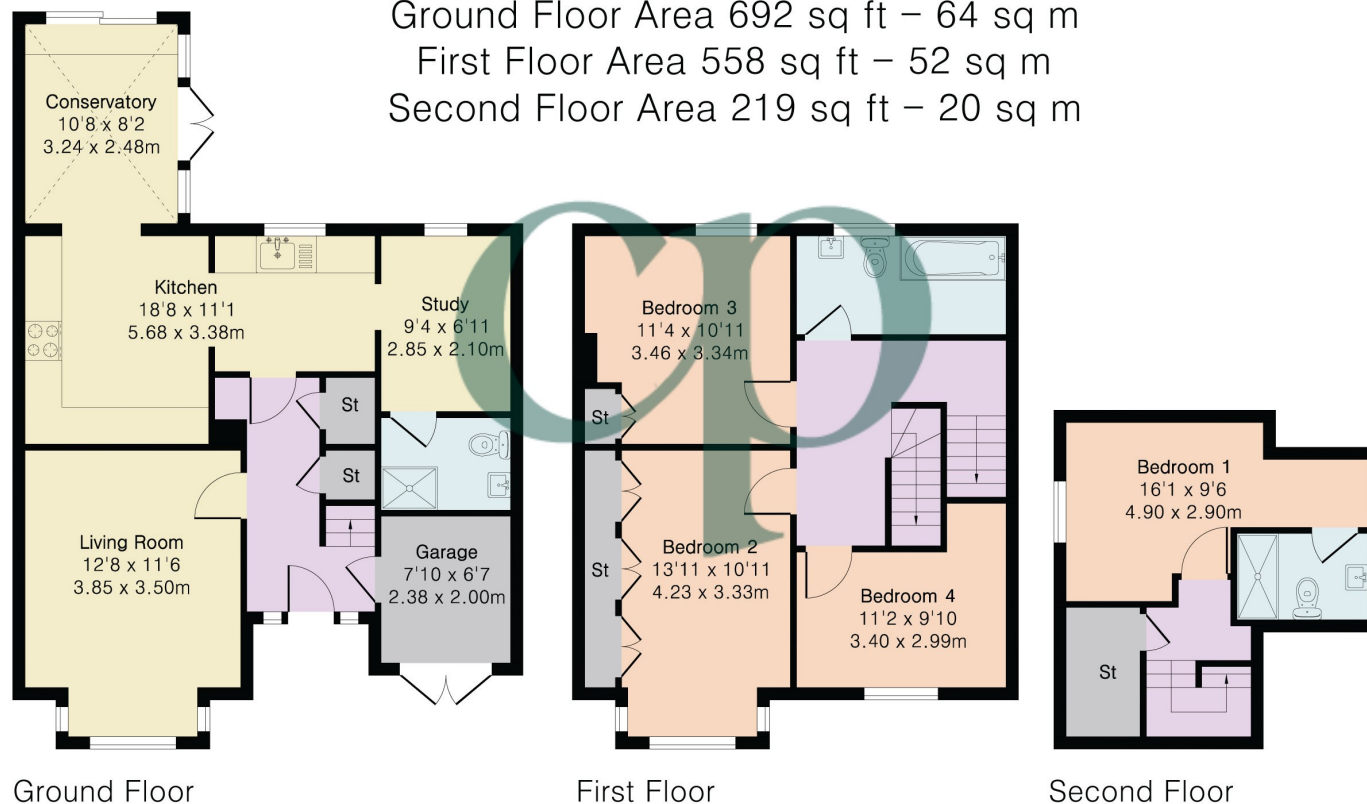 Ground Floor Area 692 sq ft – 64 sq m
First Floor Area 558 sq ft – 52 sq m
Second Floor Area 219 sq ft – 20 sq m
Conservatory
10'8 x 8'2
3.24 x 2.48m
Kitchen
18'8 x 11'1
5.68 x 3.38m
Study
9'4 x 6'11
2.85 x 2.10m
St
St
Living Room
12'8 x 11'6
3.85 x 3.50m
Garage
7'10 x 6'7
2.38 x 2.00m
Ground Floor
cp
Bedroom 3
11'4 x 10'11
3.46 x 3.34m
St
St
Bedroom 2
13'11 x 10'11
4.23 x 3.33m
Bedroom 4
11'2 x 9'10
3.40 x 2.99m
First Floor
Bedroom 1
16'1 x 9'6
4.90 x 2.90m
St
Second Floor